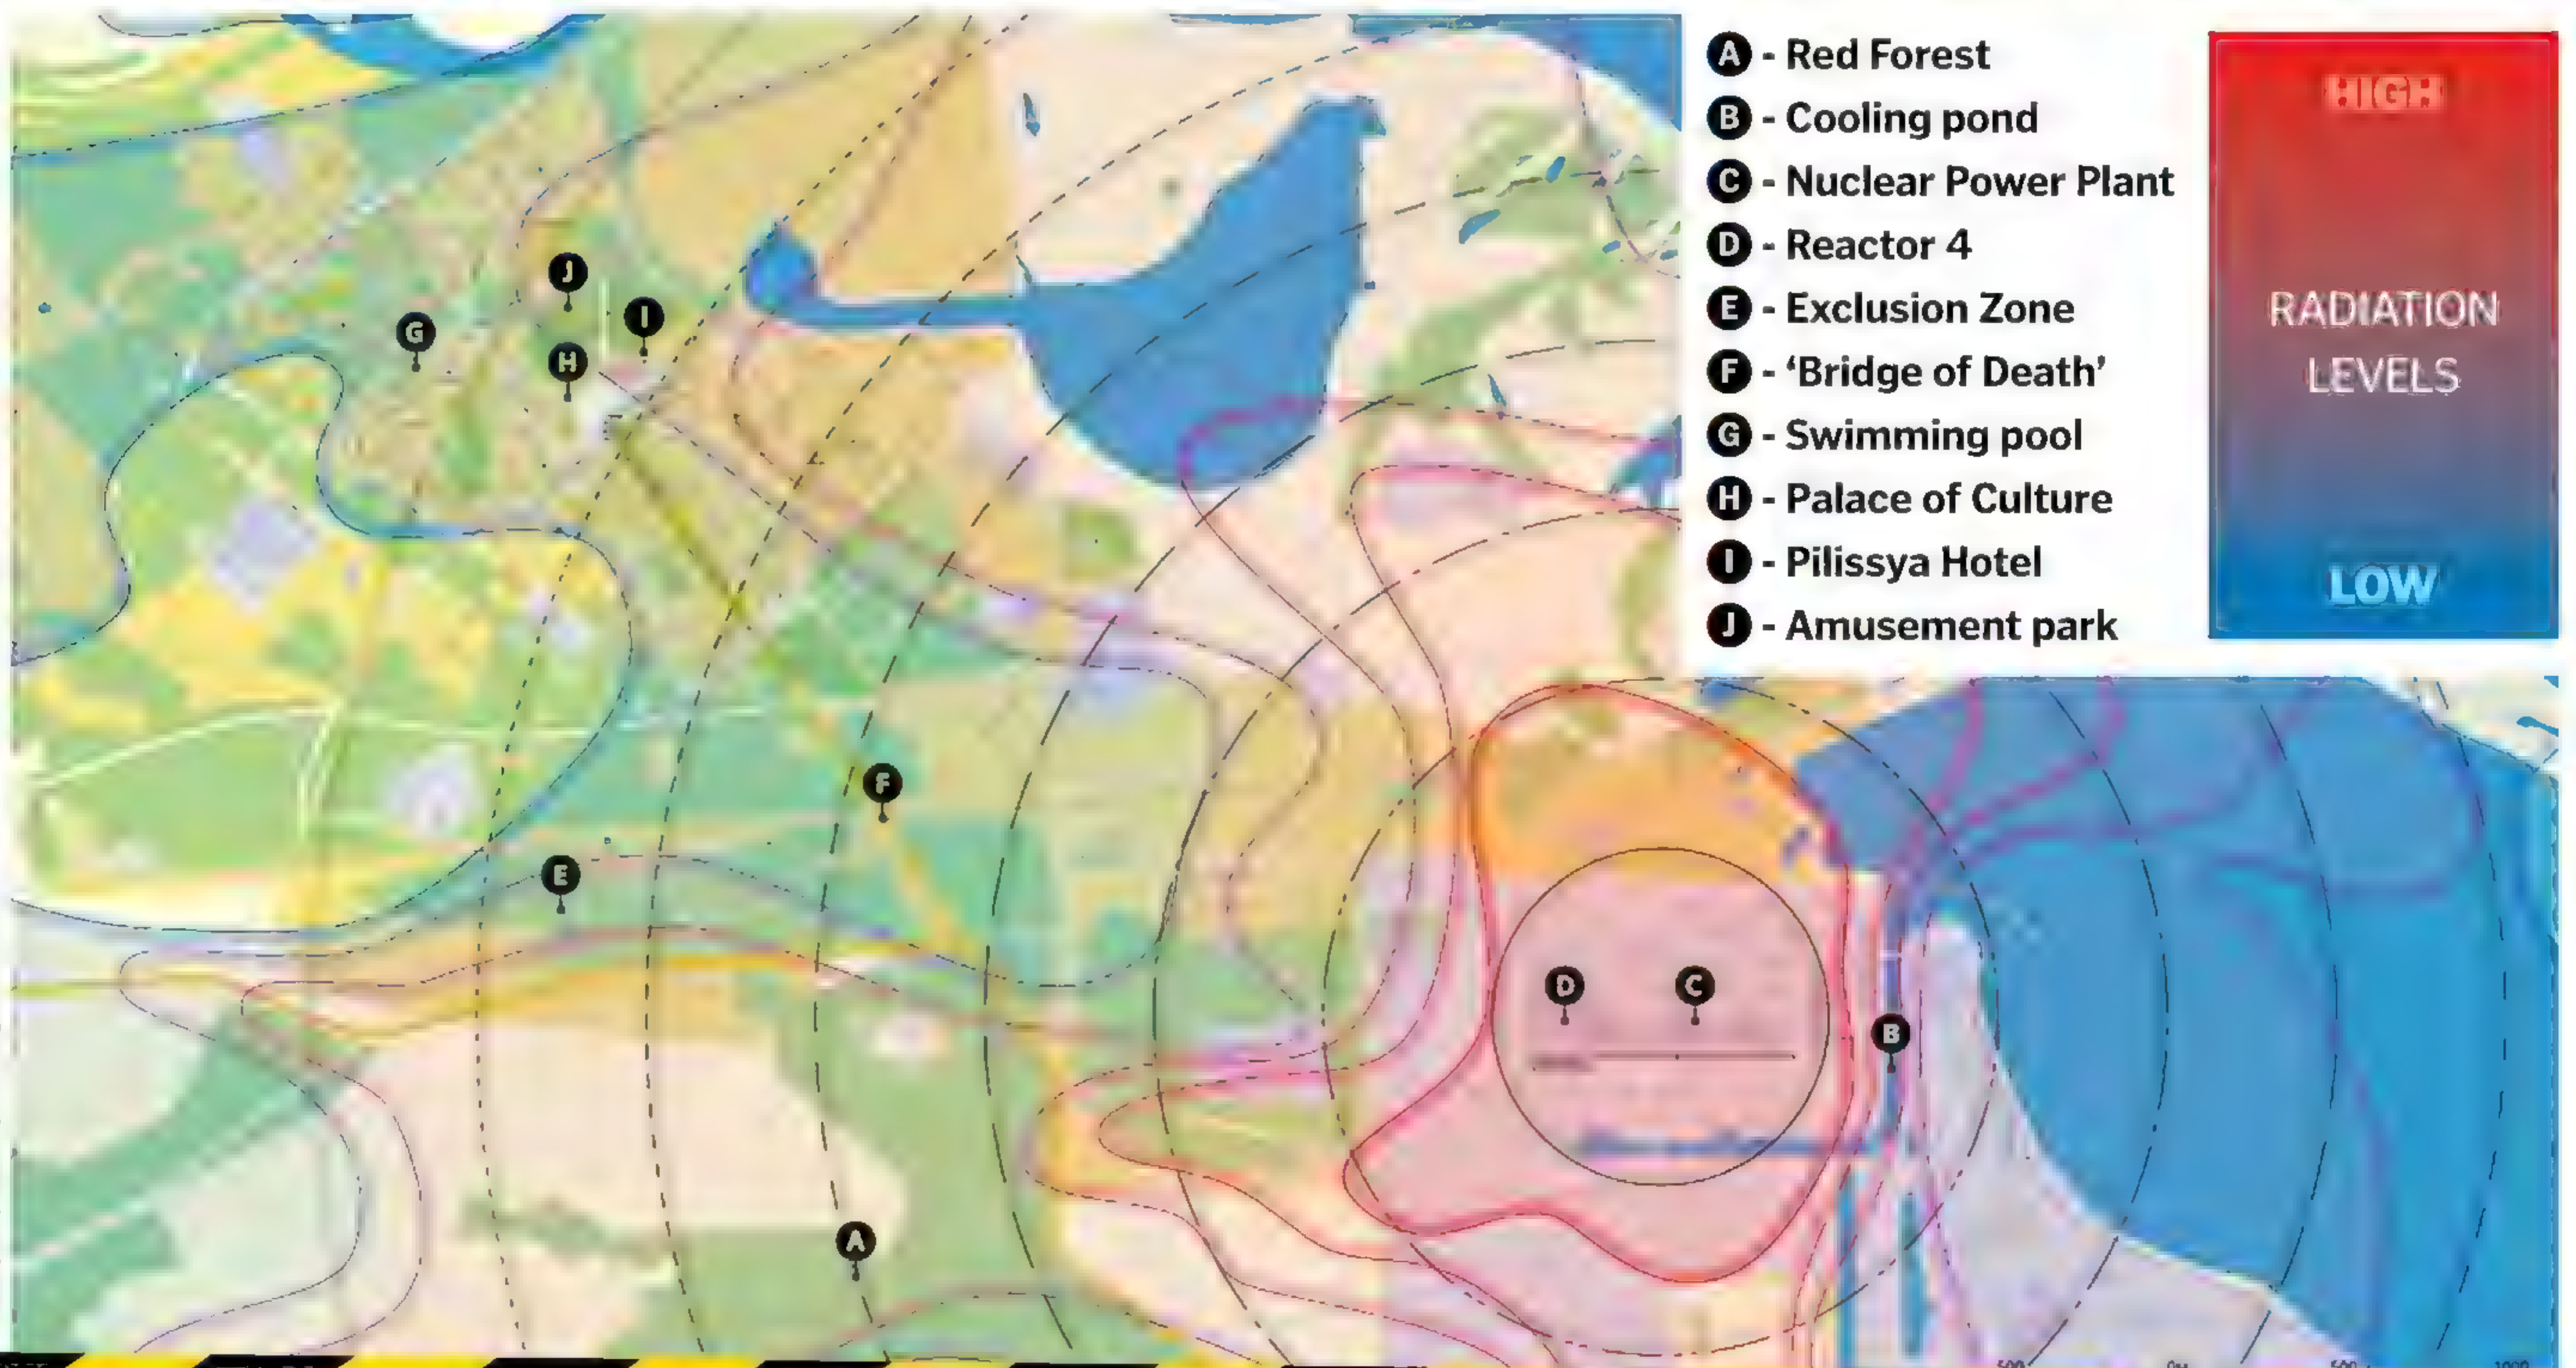 A - Red Forest
B - Cooling pond
C - Nuclear Power Plant
D - Reactor 4
E - Exclusion Zone
F - ‘Bridge of Death’
G - Swimming pool
H - Palace of Culture
I - Pilissya Hotel
J - Amusement park
HIGH
RADIATION
LEVELS
LOW
J
I
G
H
F
E
D
C
B
A